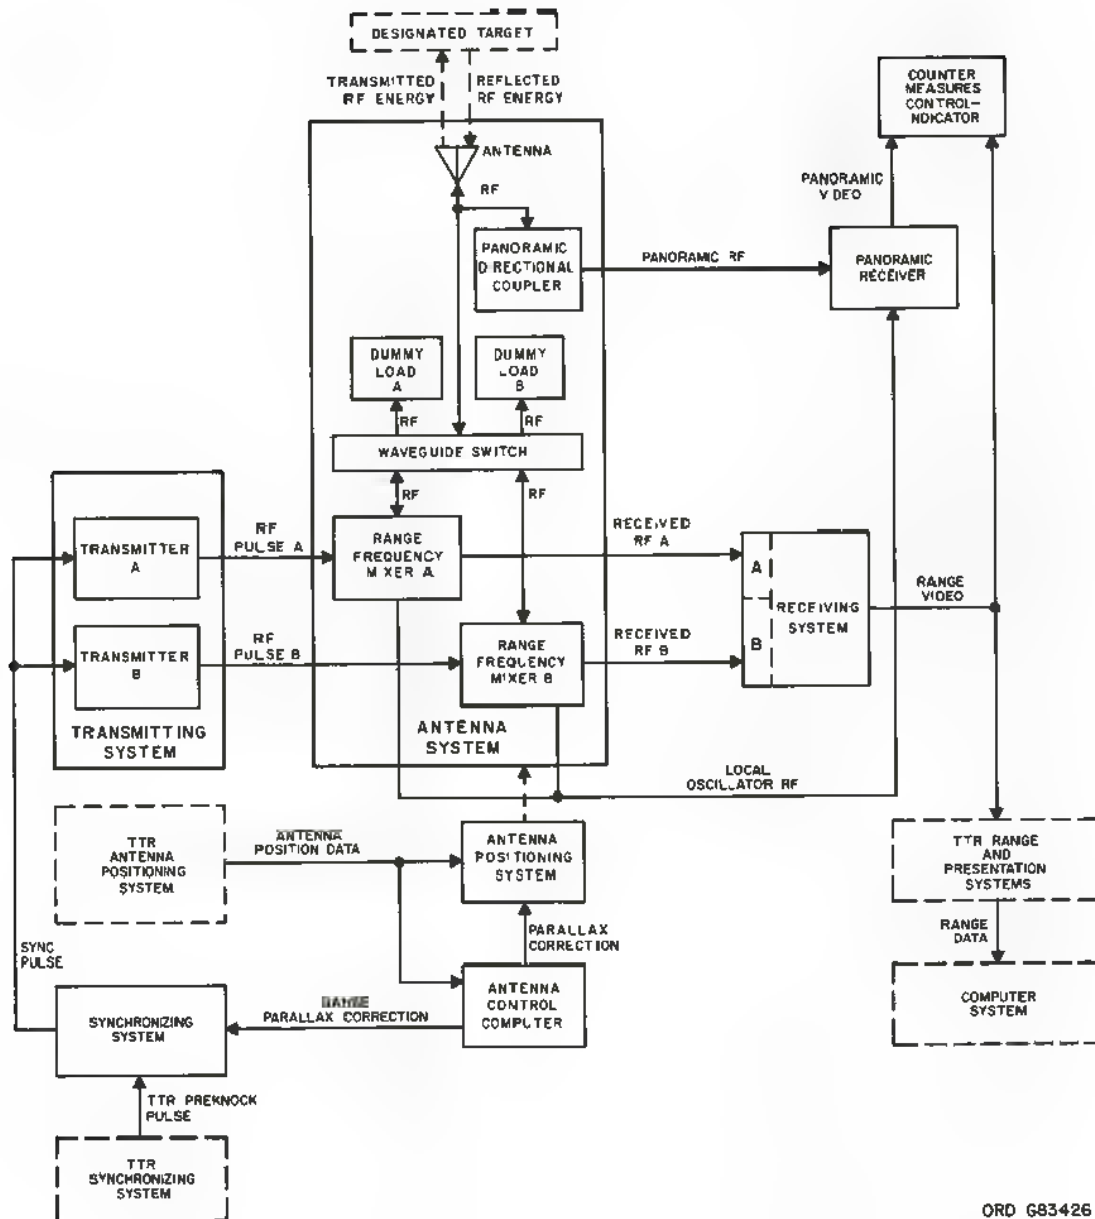 DESIGNATED TARGET
TRANSMITTED
RF ENERGY
REFLECTED
RF ENERGY
COUNTER
MEASURES
CONTROL-
INDICATOR
ANTENNA
RF
PANORAMIC
VIDEO
PANORAMIC
DIRECTIONAL
COUPLER
PANORAMIC RF
PANORAMIC
RECEIVER
DUMMY
LOAD
A
DUMMY
LOAD
B
RF
RF
WAVEGUIDE SWITCH
RF
RF
TRANSMITTER
A
RF
PULSE A
RANGE
FREQUENCY
MIXER A
RECEIVED
RF A
A
B
RECEIVING
SYSTEM
RANGE
VIDEO
TRANSMITTER
B
RF
PULSE B
RANGE
FREQUENCY
MIXER B
RECEIVED
RF B
TRANSMITTING
SYSTEM
ANTENNA
SYSTEM
LOCAL
OSCILLATOR RF
TTR
ANTENNA
POSITIONING
SYSTEM
ANTENNA
POSITION DATA
ANTENNA
POSITIONING
SYSTEM
TTR RANGE
AND
PRESENTATION
SYSTEMS
SYNC
PULSE
PARALLAX
CORRECTION
RANGE
DATA
SYNCHRONIZING
SYSTEM
RANGE
PARALLAX CORRECTION
ANTENNA
CONTROL
COMPUTER
COMPUTER
SYSTEM
TTR PREKNOCK
PULSE
TTR
SYNCHRONIZING
SYSTEM
ORD G83426